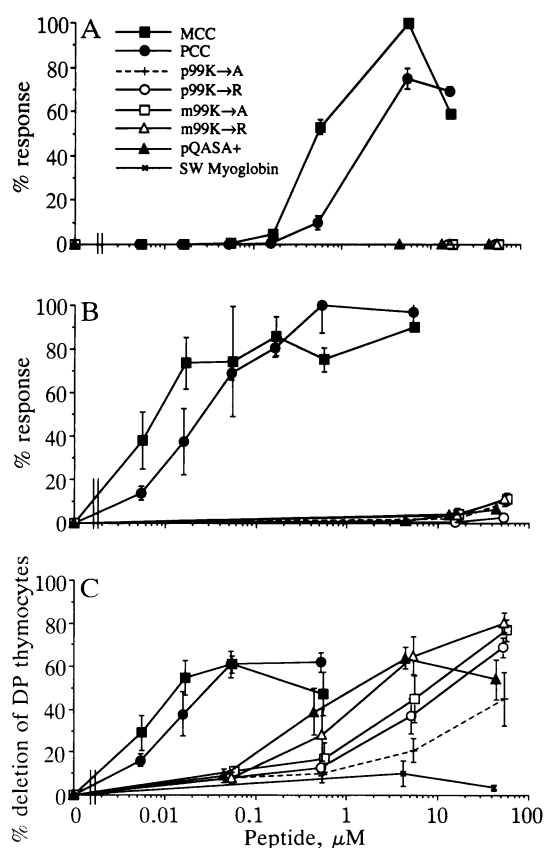 A
100
80
60
40
20
0
% response
MCC
PCC
p99K→A
p99K→R
m99K→A
m99K→R
pQASA+
SW Myoglobin
B
100
80
60
40
20
0
% response
C
100
80
60
40
20
0
% deletion of DP thymocytes
0 0.01 0.1 1 10 100
Peptide, μM